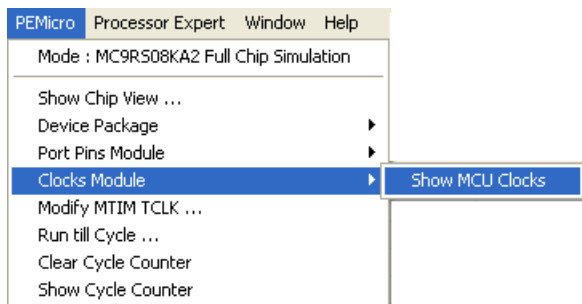 PEMicro Processor Expert Window Help
Mode : MC9RS08KA2 Full Chip Simulation
Show Chip View ...
Device Package
Port Pins Module
Clocks Module Show MCU Clocks
Modify MTIM TCLK ...
Run till Cycle ...
Clear Cycle Counter
Show Cycle Counter